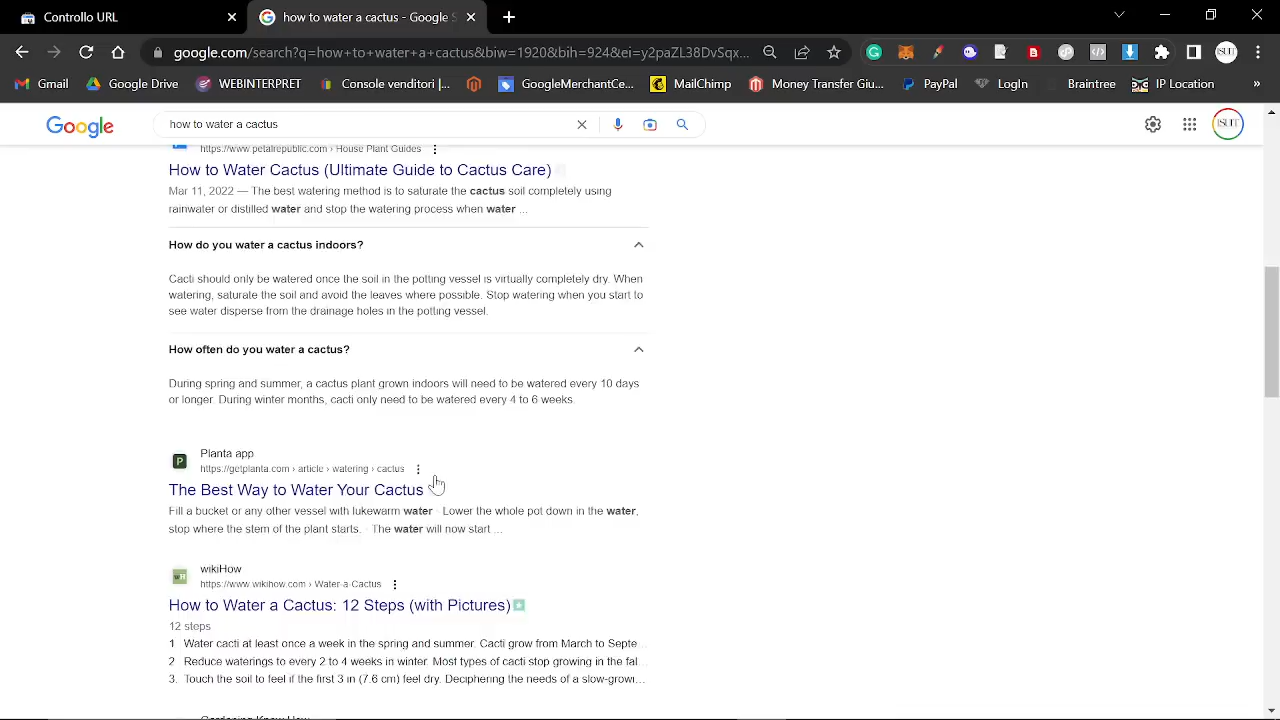 Controllo URL
how to water a cactus - Google S
google.com/search?q=how+to+water+a+cactus&biw=1920&bih=924&ei=y2paZL38DvSqx...
Gmail
Google Drive
WEBINTERPRET
Console venditori |...
GoogleMerchantCe...
MailChimp
Money Transfer Giu...
PayPal
LogIn
Braintree
IP Location
»
Google
how to water a cactus
https://www.petalrepublic.com › House Plant Guides
How to Water Cactus (Ultimate Guide to Cactus Care)
Mar 11, 2022 — The best watering method is to saturate the cactus soil completely using
rainwater or distilled water and stop the watering process when water ...
How do you water a cactus indoors?
Cacti should only be watered once the soil in the potting vessel is virtually completely dry. When
watering, saturate the soil and avoid the leaves where possible. Stop watering when you start to
see water disperse from the drainage holes in the potting vessel.
How often do you water a cactus?
During spring and summer, a cactus plant grown indoors will need to be watered every 10 days
or longer. During winter months, cacti only need to be watered every 4 to 6 weeks.
Planta app
https://getplanta.com › article › watering › cactus
The Best Way to Water Your Cactus
Fill a bucket or any other vessel with lukewarm water · Lower the whole pot down in the water,
stop where the stem of the plant starts. · The water will now start ...
wikiHow
https://www.wikihow.com › Water-a-Cactus
How to Water a Cactus: 12 Steps (with Pictures)
12 steps
1 Water cacti at least once a week in the spring and summer. Cacti grow from March to Septe...
2 Reduce waterings to every 2 to 4 weeks in winter. Most types of cacti stop growing in the fal...
3. Touch the soil to feel if the first 3 in (7.6 cm) feel dry. Deciphering the needs of a slow-growi...
Gardening Know How